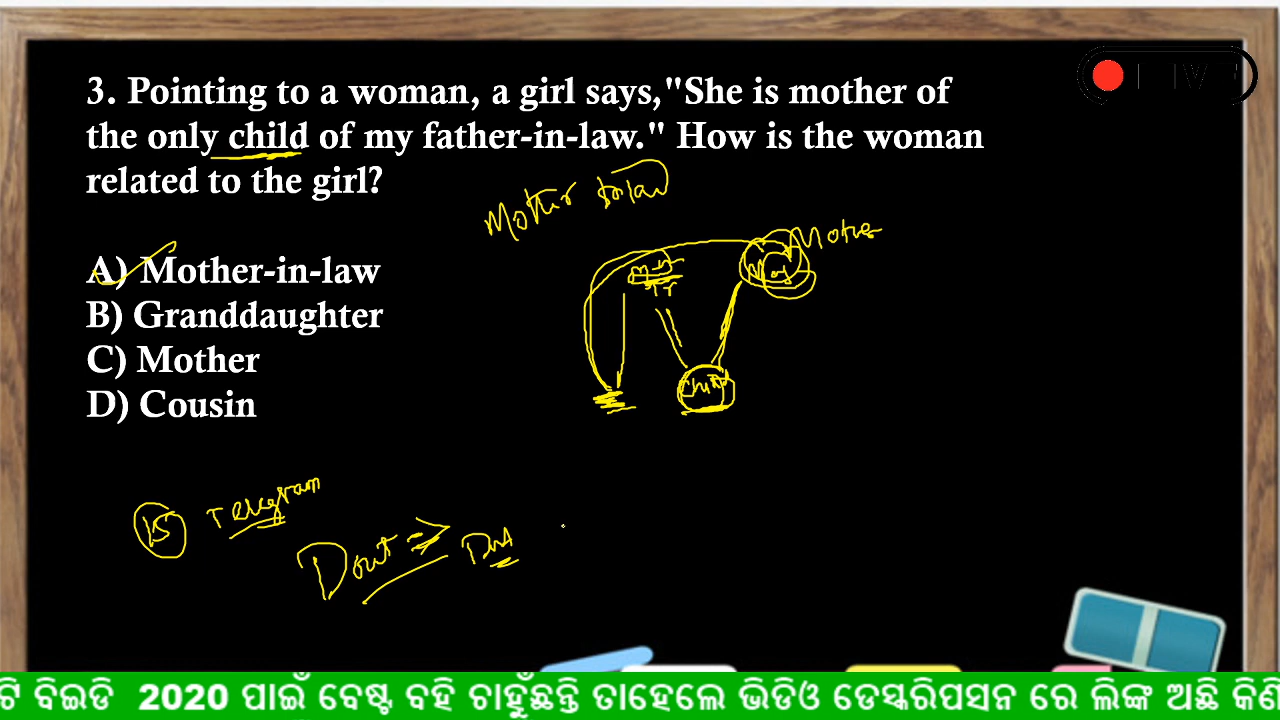 3. Pointing to a woman, a girl says,"She is mother of
the only child of my father-in-law." How is the woman
related to the girl?
Mother
Mother
A) Mother-in-law
B) Granddaughter
C) Mother
D) Cousin
15 Telegram
Dout
ଟି ବିଇଡି 2020 ପାଇଁ ବେଷ୍ଟ ବହି ଚାହୁଁଛନ୍ତି ତାହେଲେ ଭିଡିଓ ଡେସ୍କରିପସନ ରେ ଲିଙ୍କ ଅଛି କିଣି